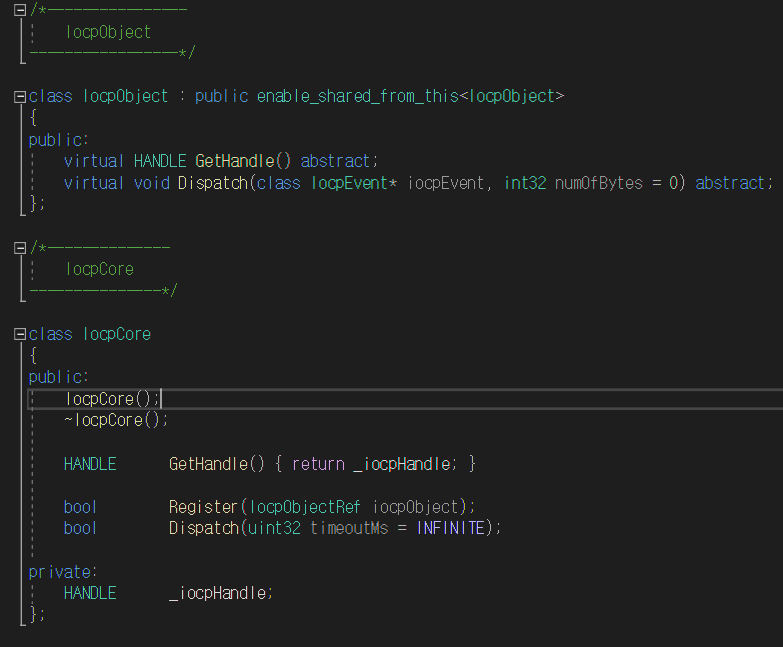 /*----------------
    IocpObject
-----------------*/
class IocpObject : public enable_shared_from_this<IocpObject>
{
public:
    virtual HANDLE GetHandle() abstract;
    virtual void Dispatch(class IocpEvent* iocpEvent, int32 numOfBytes = 0) abstract;
};
/*--------------
    IocpCore
---------------*/
class IocpCore
{
public:
    IocpCore();
    ~IocpCore();
    HANDLE      GetHandle() { return _iocpHandle; }
    bool        Register(IocpObjectRef iocpObject);
    bool        Dispatch(uint32 timeoutMs = INFINITE);
private:
    HANDLE      _iocpHandle;
};